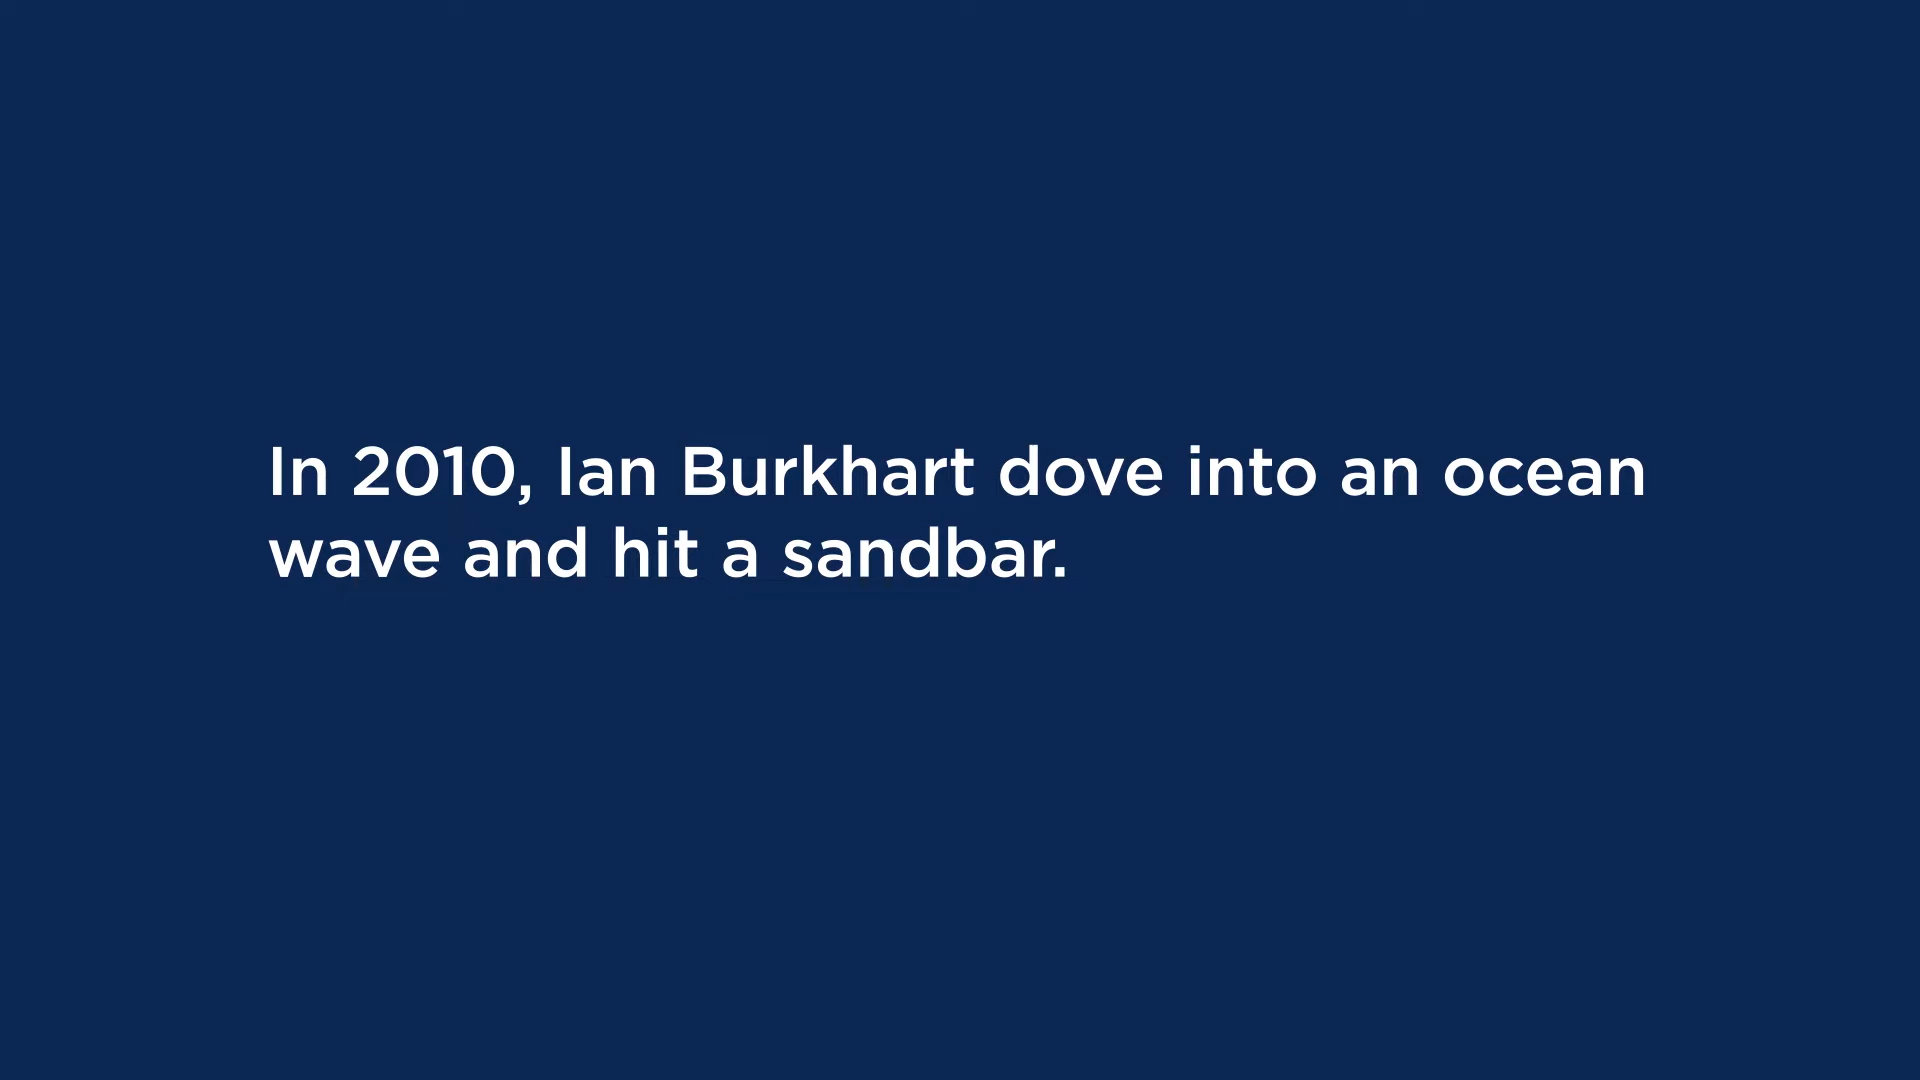 In 2010, Ian Burkhart dove into an ocean
wave and hit a sandbar.